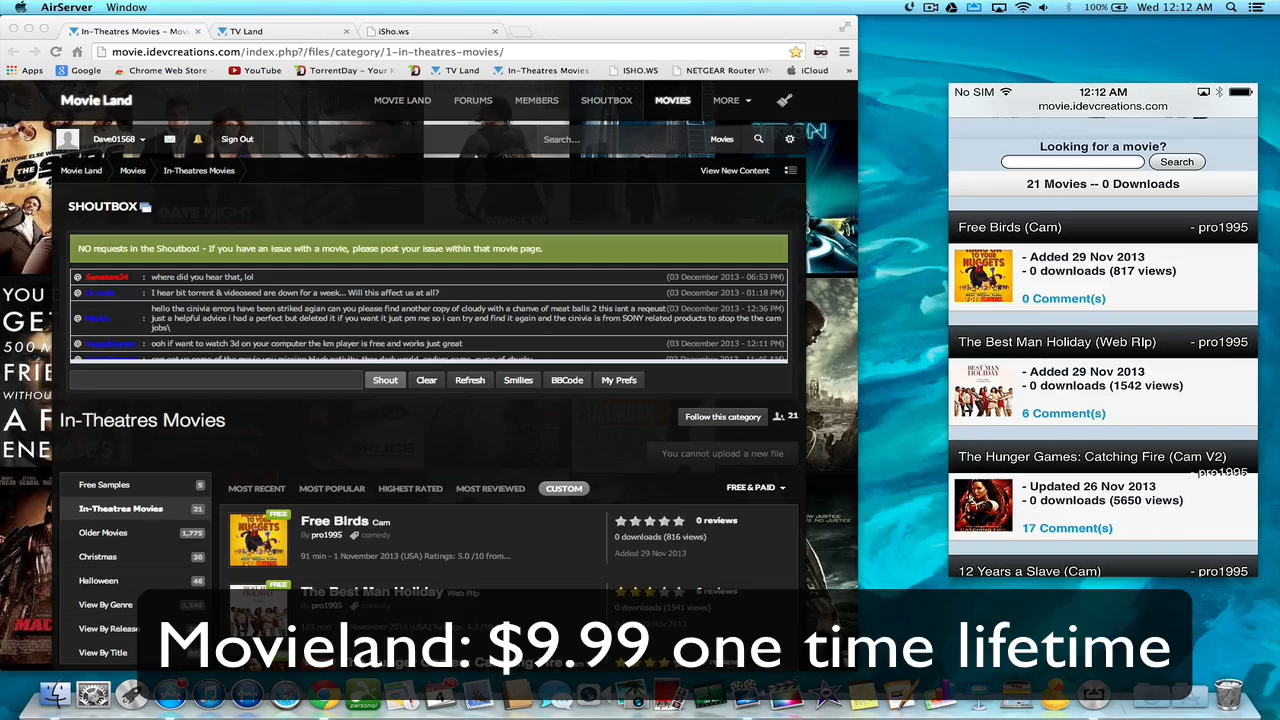 AirServer Window
100% Wed 12:12 AM
In-Theatres Movies - Movi
TV Land
iSho.ws
movie.idevcreations.com/index.php?/files/category/1-in-theatres-movies/
Apps Google Chrome Web Store YouTube TorrentDay - Your TV Land In-Theatres Movies ISHO.WS NETGEAR Router iCloud »
Movie Land
MOVIE LAND FORUMS MEMBERS SHOUTBOX MOVIES MORE
Dave01568 Sign Out
Search... Movies
Movie Land Movies In-Theatres Movies
View New Content
SHOUTBOX
NO requests in the Shoutbox! - If you have an issue with a movie, please post your issue within that movie page.
@ : where did you hear that, lol (03 December 2013 - 06:53 PM)
@ : I hear bit torrent & videoseed are down for a week... Will this affect us at all? (03 December 2013 - 01:18 PM)
hello the cinivia errors have been striked agian can you please find another copy of cloudy with a chance of meat balls 2 this isnt a request (03 December 2013 - 12:36 PM)
@ : just a helpful advice i had a perfect but deleted it if you want it just pm me so i can try and find it again and the cinivia is from SONY related products to stop the the cam
jobs\
@ : ooh if want to watch 3d on your computer the km player is free and works just great (03 December 2013 - 12:11 PM)
Shout Clear Refresh Smilies BBCode My Prefs
In-Theatres Movies
Follow this category 21
You cannot upload a new file
Free Samples 5
In-Theatres Movies 21
Older Movies 1,775
Christmas 30
Halloween 46
View By Genre
View By Release
View By Title
MOST RECENT MOST POPULAR HIGHEST RATED MOST REVIEWED CUSTOM
FREE & PAID
FREE
Free Birds Cam
By pro1995 comedy
91 min - 1 November 2013 (USA) Ratings: 5.0 /10 from...
0 reviews
0 downloads (816 views)
Added 29 Nov 2013
FREE
The Best Man Holiday Web Rip
By pro1995 comedy
reviews
0 downloads (1541 views)
No SIM 12:12 AM
movie.idevcreations.com
Looking for a movie?
Search
21 Movies -- 0 Downloads
Free Birds (Cam) - pro1995
- Added 29 Nov 2013
- 0 downloads (817 views)
0 Comment(s)
The Best Man Holiday (Web RIp) - pro1995
- Added 29 Nov 2013
- 0 downloads (1542 views)
6 Comment(s)
The Hunger Games: Catching Fire (Cam V2)
- pro1995
- Updated 26 Nov 2013
- 0 downloads (5650 views)
17 Comment(s)
12 Years a Slave (Cam) - pro1995
Movieland: $9.99 one time lifetime